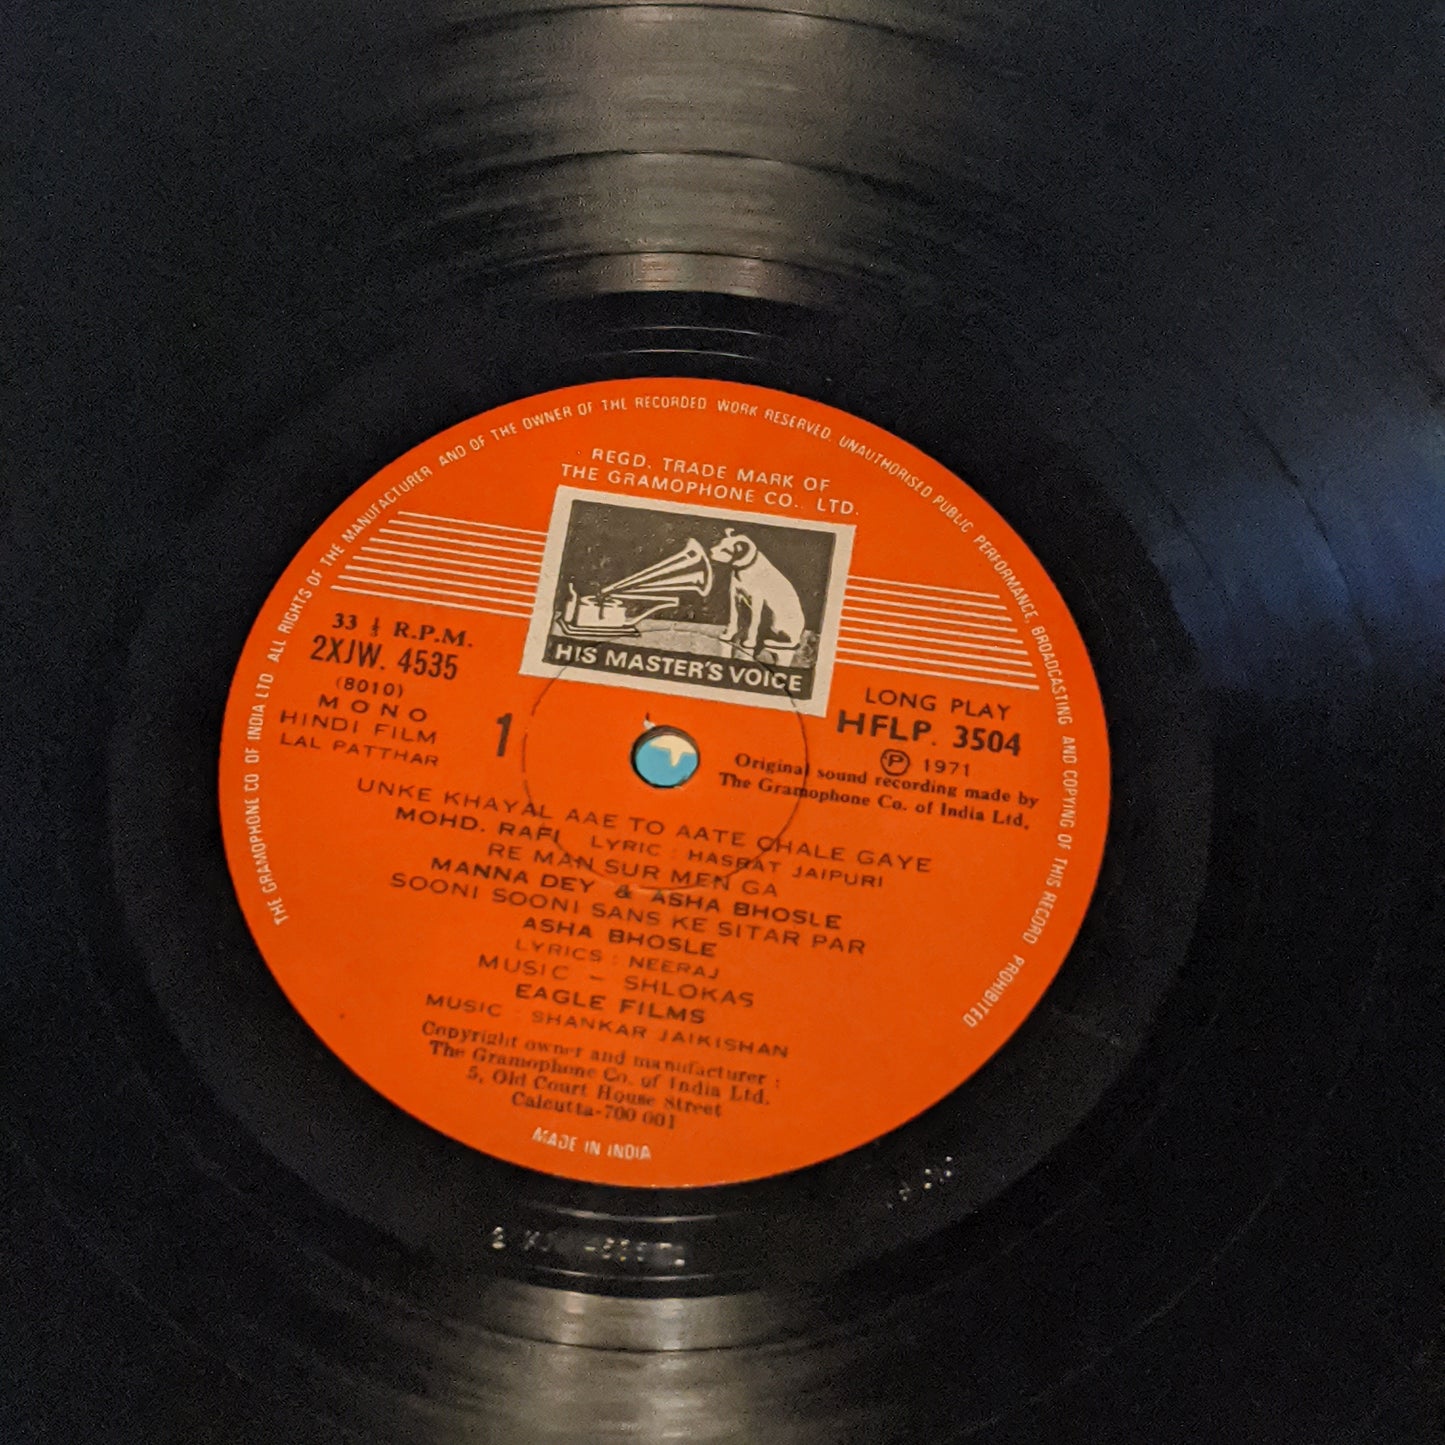 THE GRAMOPHONE CO OF INDIA LTD ALL RIGHTS OF THE MANUFACTURER AND OF THE OWNER OF THE RECORDED WORK RESERVED. UNAUTHORISED PUBLIC PERFORMANCE, BROADCASTING AND COPYING OF THIS RECORD PROHIBITED
REGD. TRADE MARK OF
THE GRAMOPHONE CO., LTD.
HIS MASTER'S VOICE
33 ⅓ R.P.M.
2XJW. 4535
(8010)
MONO
HINDI FILM
LAL PATTHAR
1
LONG PLAY
HFLP. 3504
Ⓟ 1971
Original sound recording made by
The Gramophone Co. of India Ltd,
UNKE KHAYAL AAE TO AATE CHALE GAYE
MOHD. RAFI LYRIC : HASRAT JAIPURI
RE MAN SUR MEN GA
MANNA DEY & ASHA BHOSLE
SOONI SOONI SANS KE SITAR PAR
ASHA BHOSLE
LYRICS : NEERAJ
MUSIC – SHLOKAS
EAGLE FILMS
MUSIC : SHANKAR JAIKISHAN
Copyright owner and manufacturer :
The Gramophone Co. of India Ltd.
5, Old Court House Street
Calcutta-700 001
MADE IN INDIA